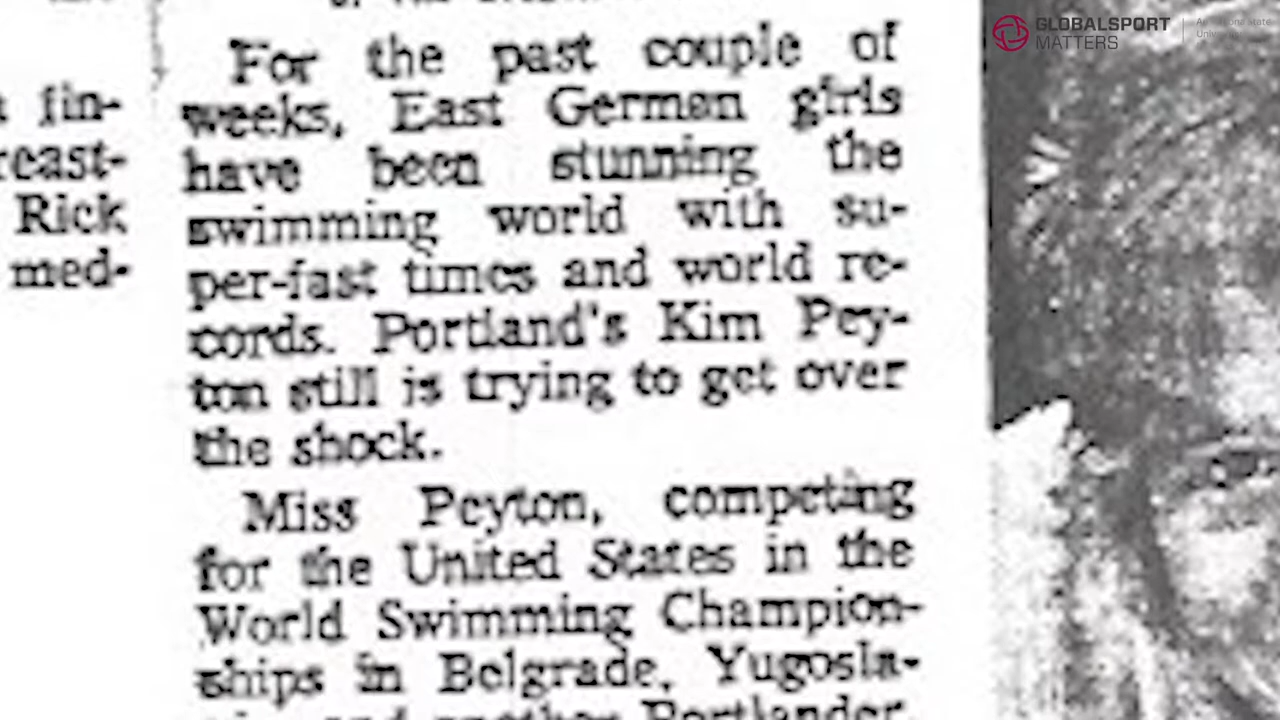 GLOBALSPORT
MATTERS
fin-
reast-
Rick
med-
For the past couple of
weeks, East German girls
have been stunning the
swimming world with su-
per-fast times and world re-
cords. Portland's Kim Pey-
ton still is trying to get over
the shock.
Miss Peyton, competing
for the United States in the
World Swimming Champion-
ships in Belgrade, Yugosla-
and another Portlander,